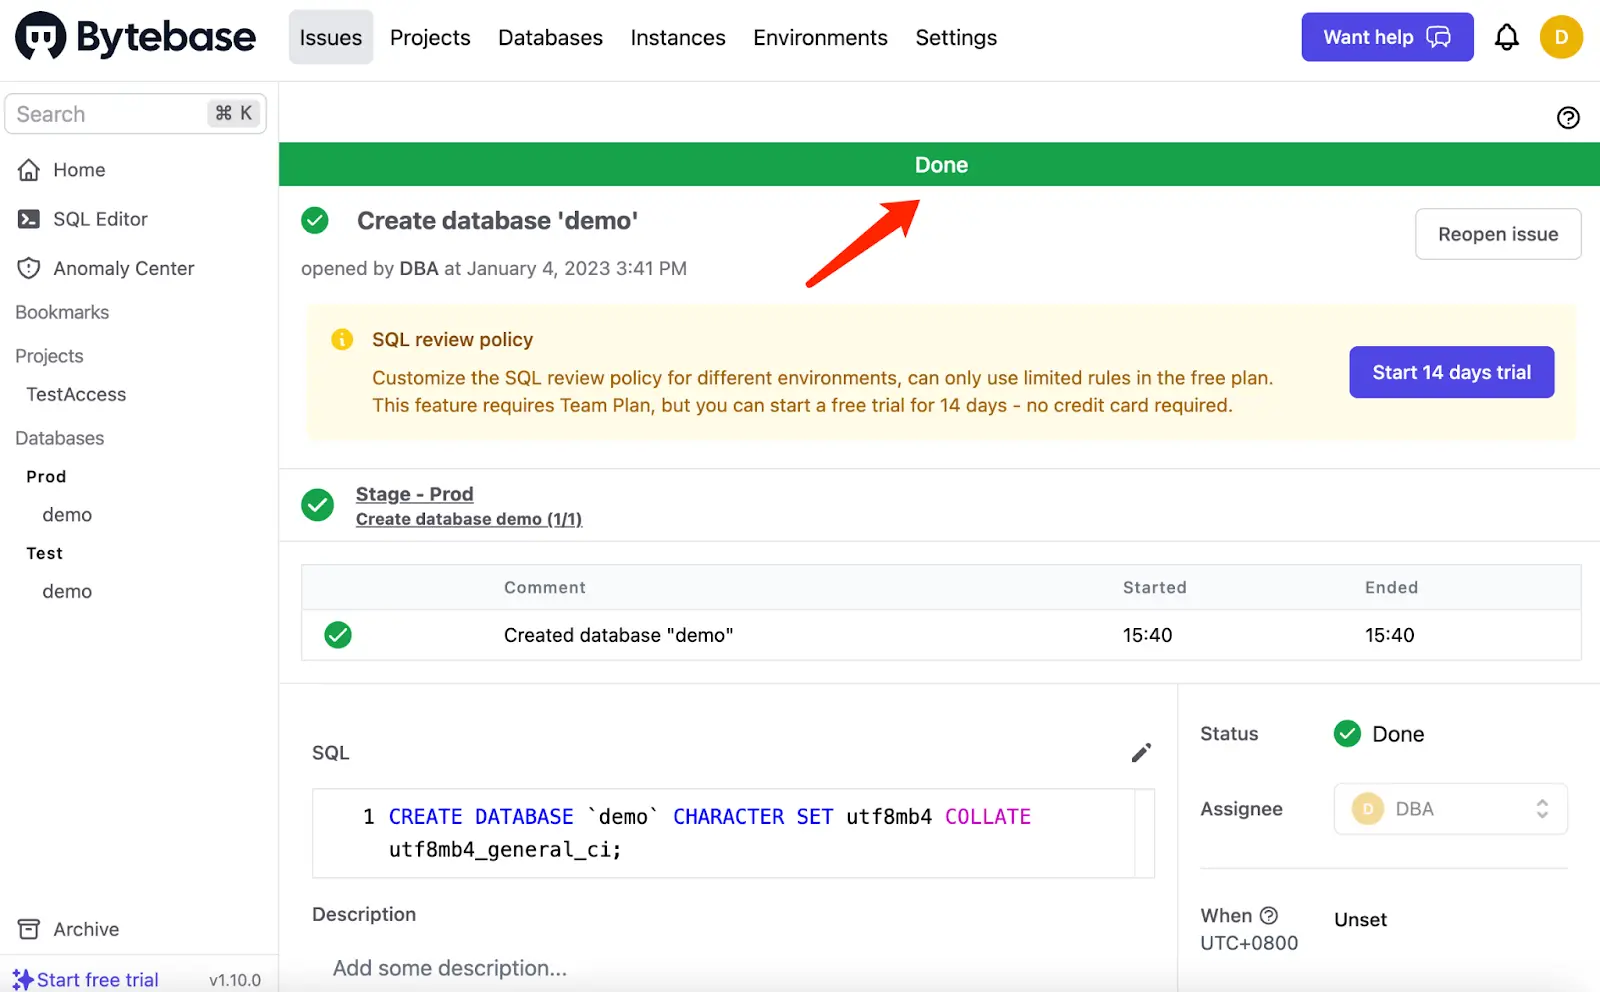 Bytebase
Issues
Projects
Databases
Instances
Environments
Settings
Want help
D
Search
⌘ K
Home
SQL Editor
Anomaly Center
Bookmarks
Projects
TestAccess
Databases
Prod
demo
Test
demo
Archive
Start free trial
v1.10.0
Done
Create database 'demo'
opened by DBA at January 4, 2023 3:41 PM
Reopen issue
SQL review policy
Customize the SQL review policy for different environments, can only use limited rules in the free plan.
This feature requires Team Plan, but you can start a free trial for 14 days - no credit card required.
Start 14 days trial
Stage - Prod
Create database demo (1/1)
Comment Started Ended
Created database "demo" 15:40 15:40
SQL
1 CREATE DATABASE `demo` CHARACTER SET utf8mb4 COLLATE
utf8mb4_general_ci;
Description
Add some description...
Status Done
Assignee D DBA
When Unset
UTC+0800